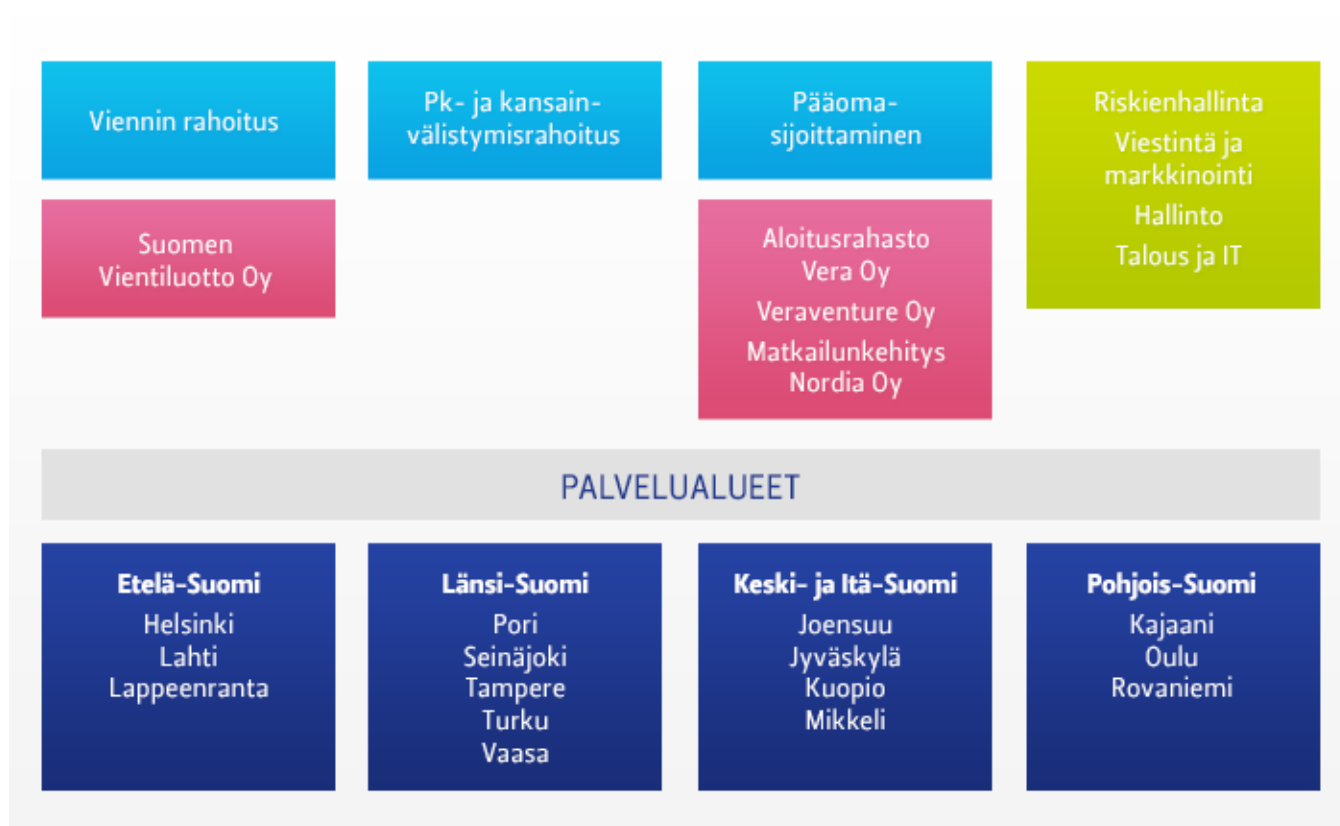 Viennin rahoitus
Pk- ja kansain-
välistymisrahoitus
Pääoma-
sijoittaminen
Riskienhallinta
Viestintä ja
markkinointi
Hallinto
Talous ja IT
Suomen
Vientiluotto Oy
Aloitusrahasto
Vera Oy
Veraventure Oy
Matkailunkehitys
Nordia Oy
PALVELUALUEET
Etelä-Suomi
Helsinki
Lahti
Lappeenranta
Länsi-Suomi
Pori
Seinäjoki
Tampere
Turku
Vaasa
Keski- ja Itä-Suomi
Joensuu
Jyväskylä
Kuopio
Mikkeli
Pohjois-Suomi
Kajaani
Oulu
Rovaniemi